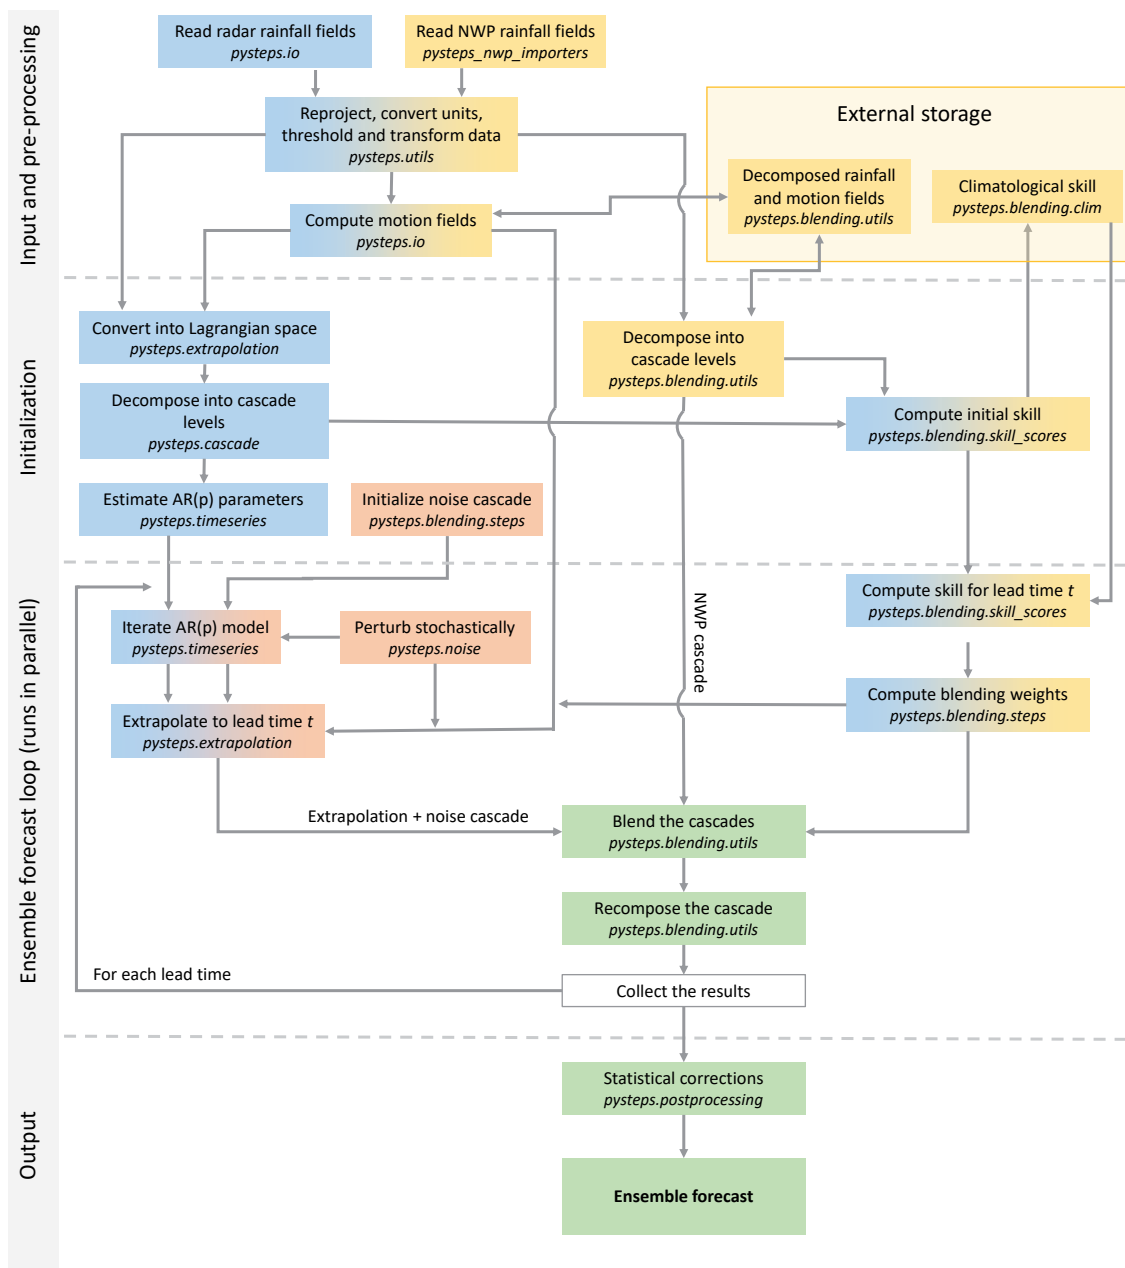 Input and pre-processing
Read radar rainfall fields
pysteps.io
Read NWP rainfall fields
pysteps_nwp_importers
Reproject, convert units,
threshold and transform data
pysteps.utils
External storage
Decomposed rainfall
and motion fields
pysteps.blending.utils
Climatological skill
pysteps.blending.clim
Compute motion fields
pysteps.io
Initialization
Convert into Lagrangian space
pysteps.extrapolation
Decompose into
cascade levels
pysteps.blending.utils
Decompose into cascade
levels
pysteps.cascade
Compute initial skill
pysteps.blending.skill_scores
Estimate AR(p) parameters
pysteps.timeseries
Initialize noise cascade
pysteps.blending.steps
Ensemble forecast loop (runs in parallel)
Compute skill for lead time t
pysteps.blending.skill_scores
Iterate AR(p) model
pysteps.timeseries
Perturb stochastically
pysteps.noise
NWP cascade
Compute blending weights
pysteps.blending.steps
Extrapolate to lead time t
pysteps.extrapolation
Extrapolation + noise cascade
Blend the cascades
pysteps.blending.utils
Recompose the cascade
pysteps.blending.utils
For each lead time
Collect the results
Output
Statistical corrections
pysteps.postprocessing
Ensemble forecast